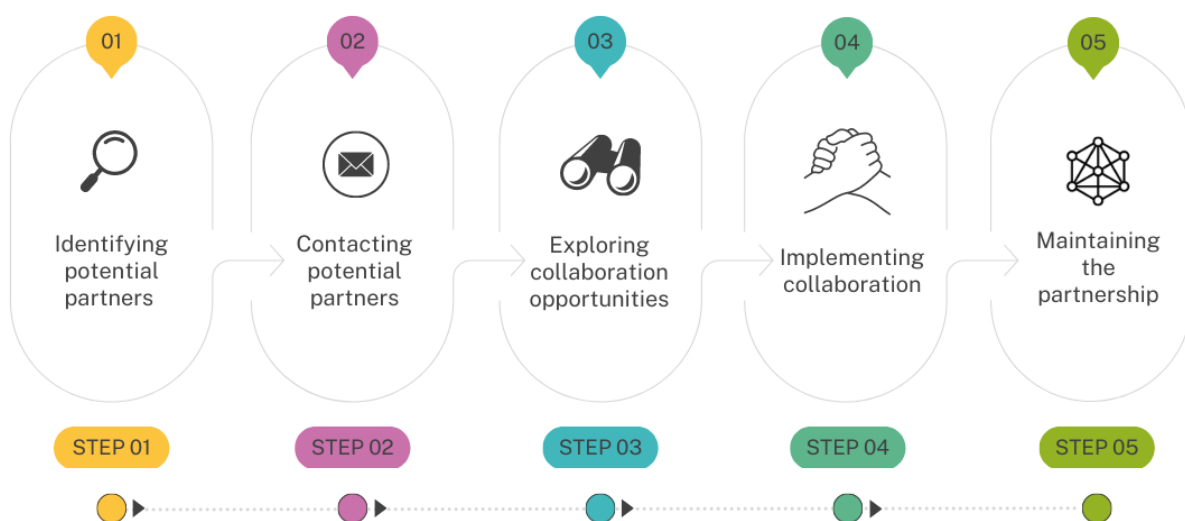 01
02
03
04
05
Identifying
potential
partners
Contacting
potential
partners
Exploring
collaboration
opportunities
Implementing
collaboration
Maintaining
the
partnership
STEP 01
STEP 02
STEP 03
STEP 04
STEP 05